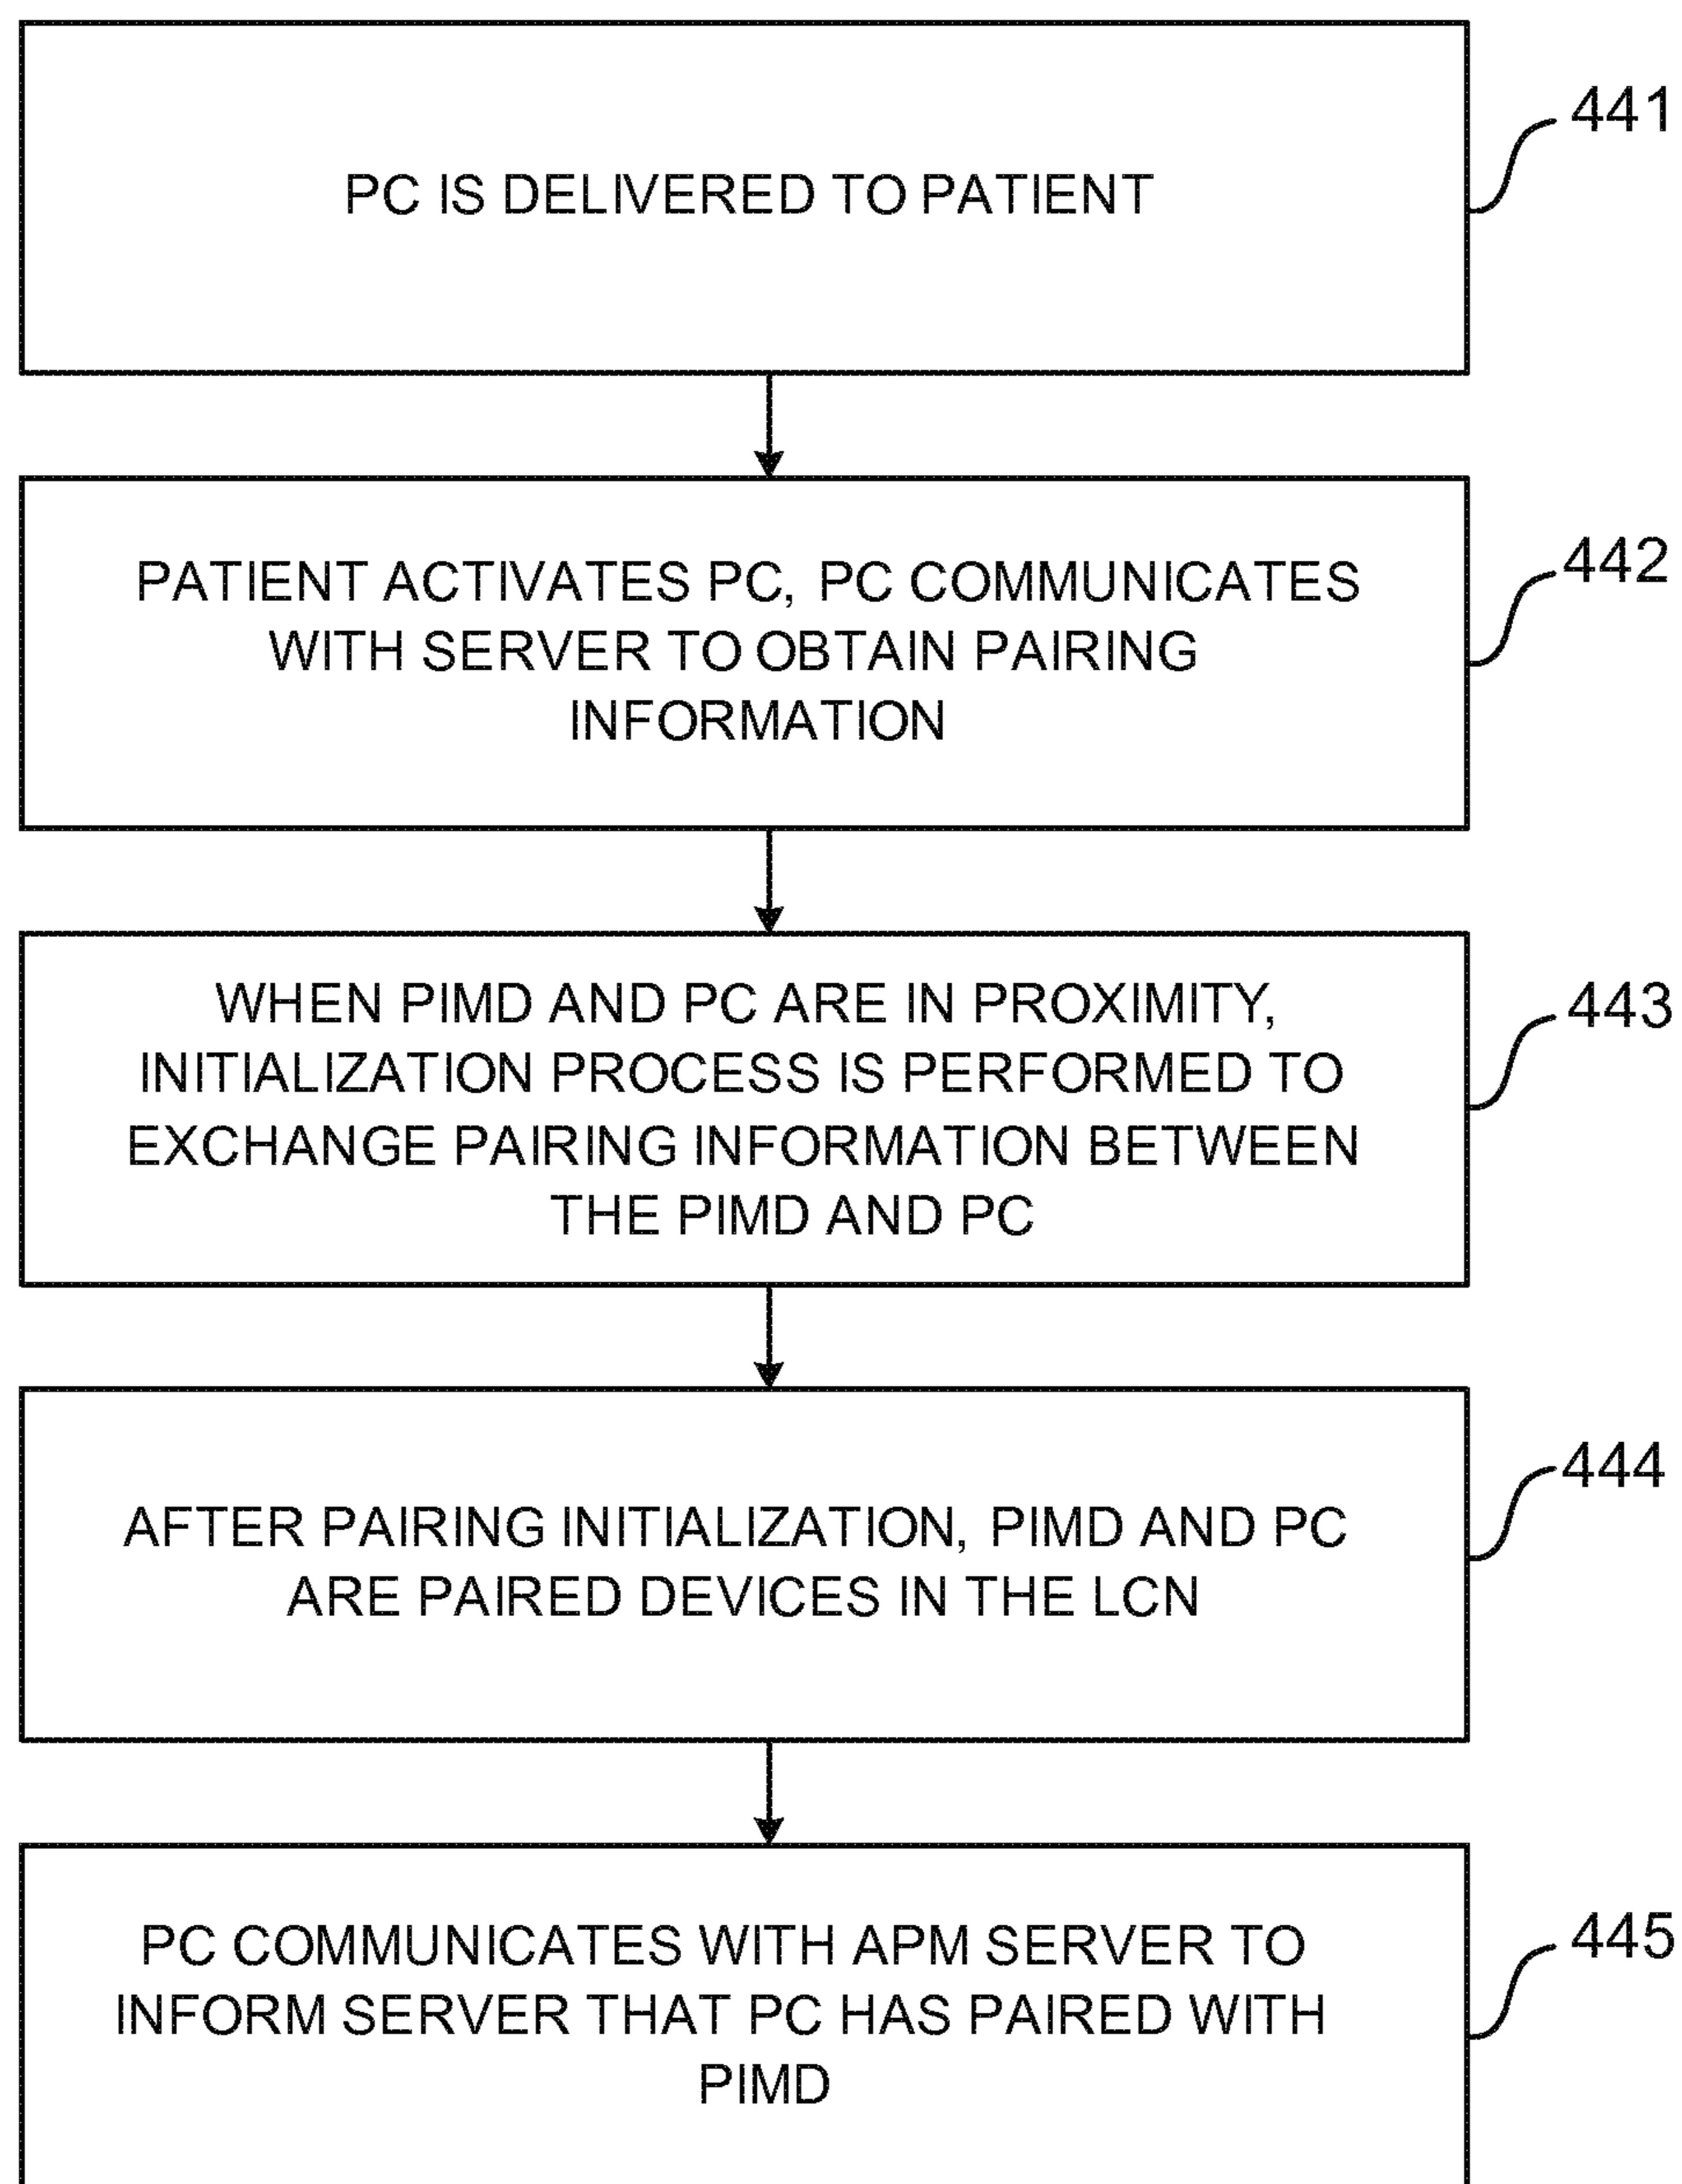 PC IS DELIVERED TO PATIENT
441
PATIENT ACTIVATES PC, PC COMMUNICATES
WITH SERVER TO OBTAIN PAIRING
INFORMATION
442
WHEN PIMD AND PC ARE IN PROXIMITY,
INITIALIZATION PROCESS IS PERFORMED TO
EXCHANGE PAIRING INFORMATION BETWEEN
THE PIMD AND PC
443
AFTER PAIRING INITIALIZATION, PIMD AND PC
ARE PAIRED DEVICES IN THE LCN
444
PC COMMUNICATES WITH APM SERVER TO
INFORM SERVER THAT PC HAS PAIRED WITH
PIMD
445